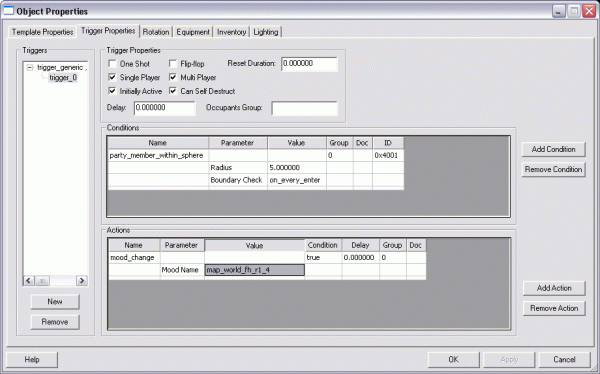 Object Properties
Template Properties Trigger Properties Rotation Equipment Inventory Lighting
Triggers
trigger_generic
trigger_0
New
Remove
Trigger Properties
One Shot Flip-flop Reset Duration: 0.000000
Single Player Multi Player
Initially Active Can Self Destruct
Delay: 0.000000 Occupants Group:
Conditions
Name Parameter Value Group Doc ID
party_member_within_sphere 0 0x4001
Radius 5.000000
Boundary Check on_every_enter
Add Condition
Remove Condition
Actions
Name Parameter Value Condition Delay Group Doc
mood_change true 0.000000 0
Mood Name map_world_fh_r1_4
Add Action
Remove Action
Help OK Apply Cancel